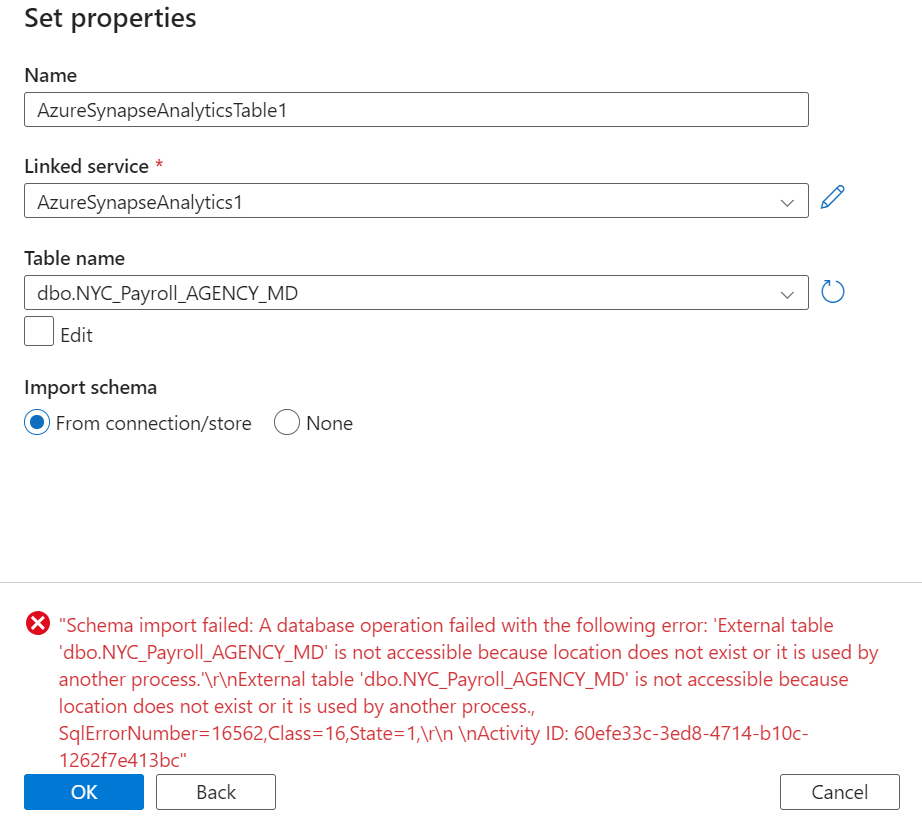 Set properties
Name
AzureSynapseAnalyticsTable1
Linked service *
AzureSynapseAnalytics1
Table name
dbo.NYC_Payroll_AGENCY_MD
Edit
Import schema
From connection/store None
"Schema import failed: A database operation failed with the following error: 'External table
'dbo.NYC_Payroll_AGENCY_MD' is not accessible because location does not exist or it is used by
another process.'\r\nExternal table 'dbo.NYC_Payroll_AGENCY_MD' is not accessible because
location does not exist or it is used by another process.,
SqlErrorNumber=16562,Class=16,State=1,\r\n \nActivity ID: 60efe33c-3ed8-4714-b10c-
1262f7e413bc"
OK Back Cancel